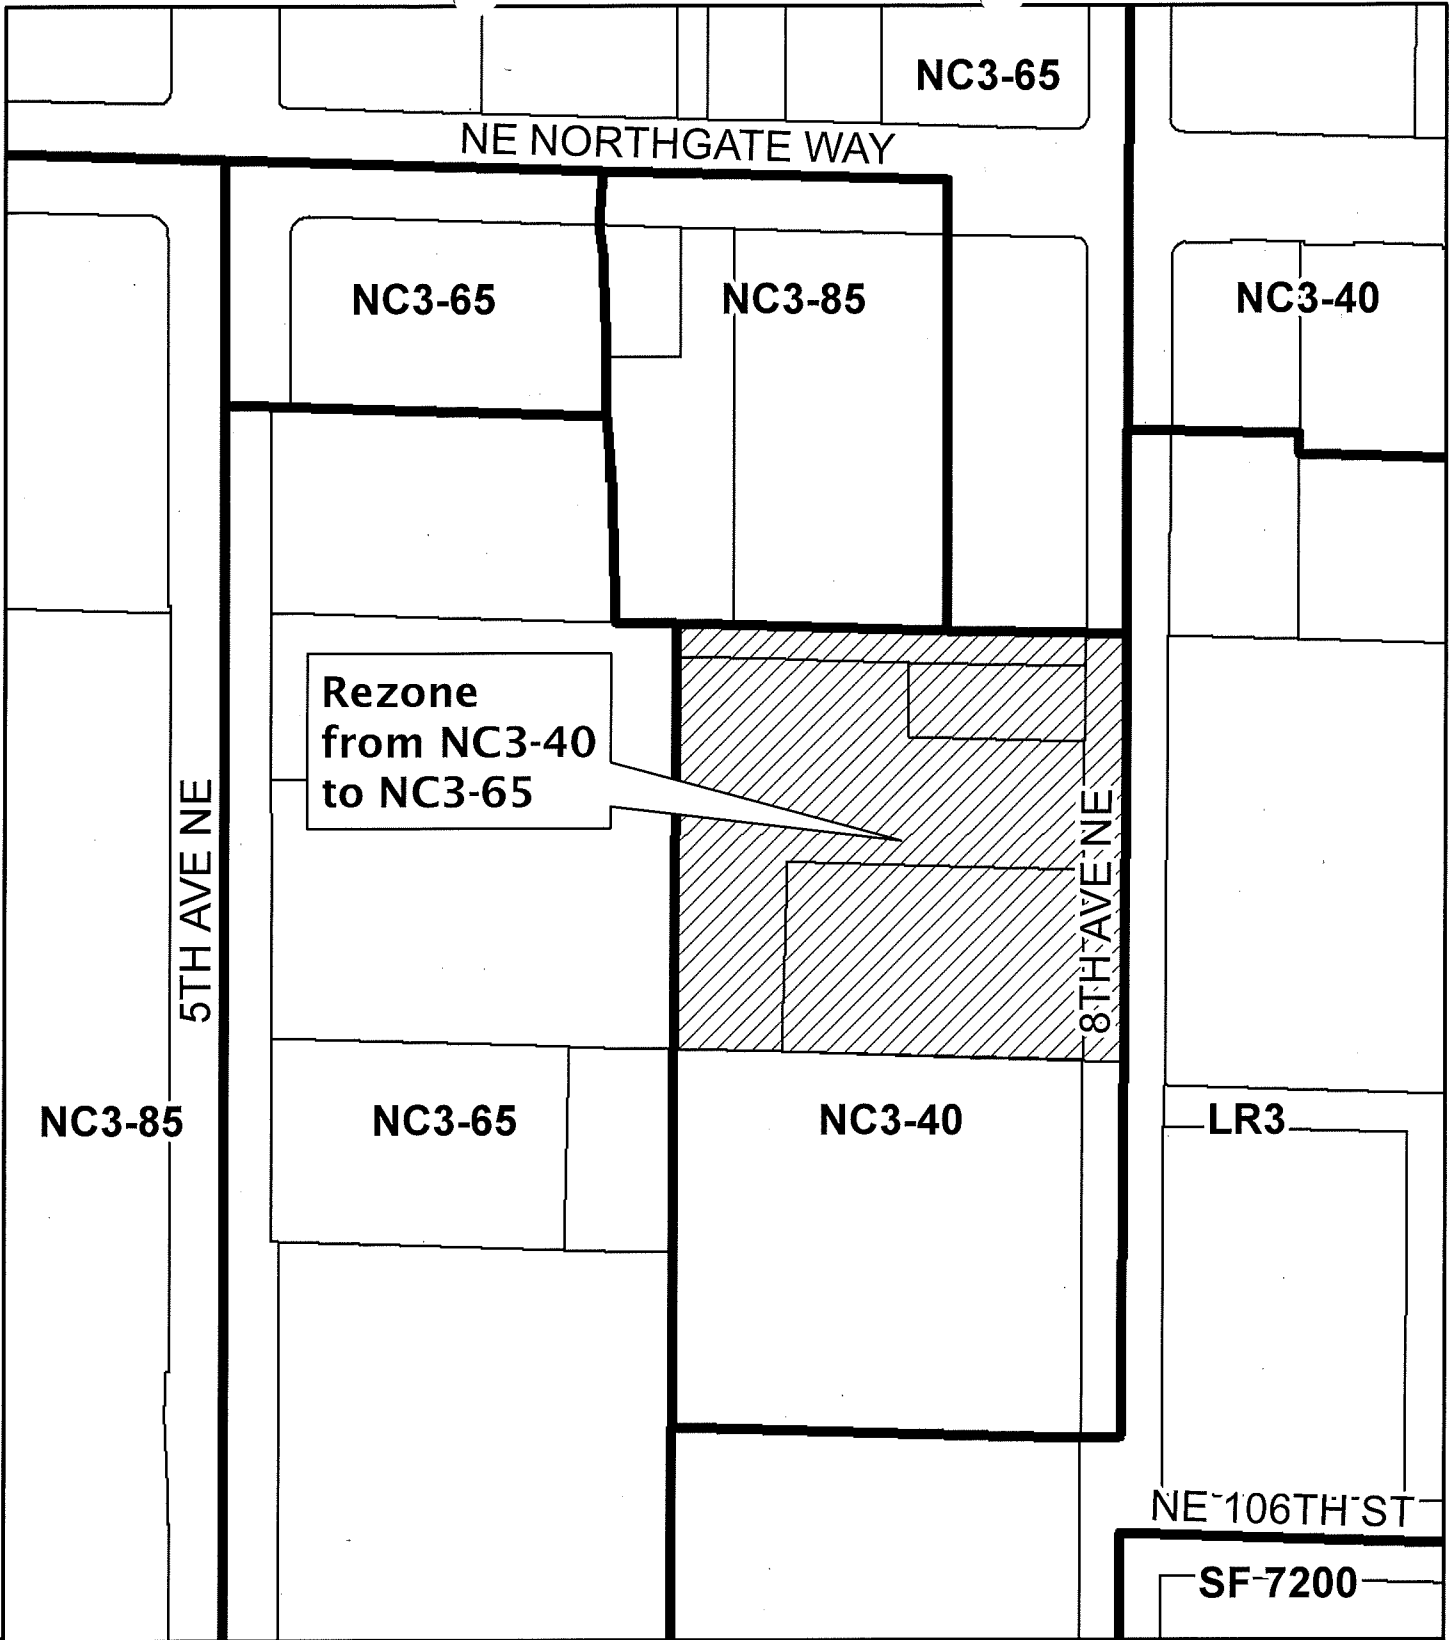 NC3-65
NE NORTHGATE WAY
NC3-65
NC3-85
NC3-40
Rezone
from NC3-40
to NC3-65
5TH AVE NE
8TH AVE NE
NC3-85
NC3-65
NC3-40
LR3
NE 106TH ST
SF 7200